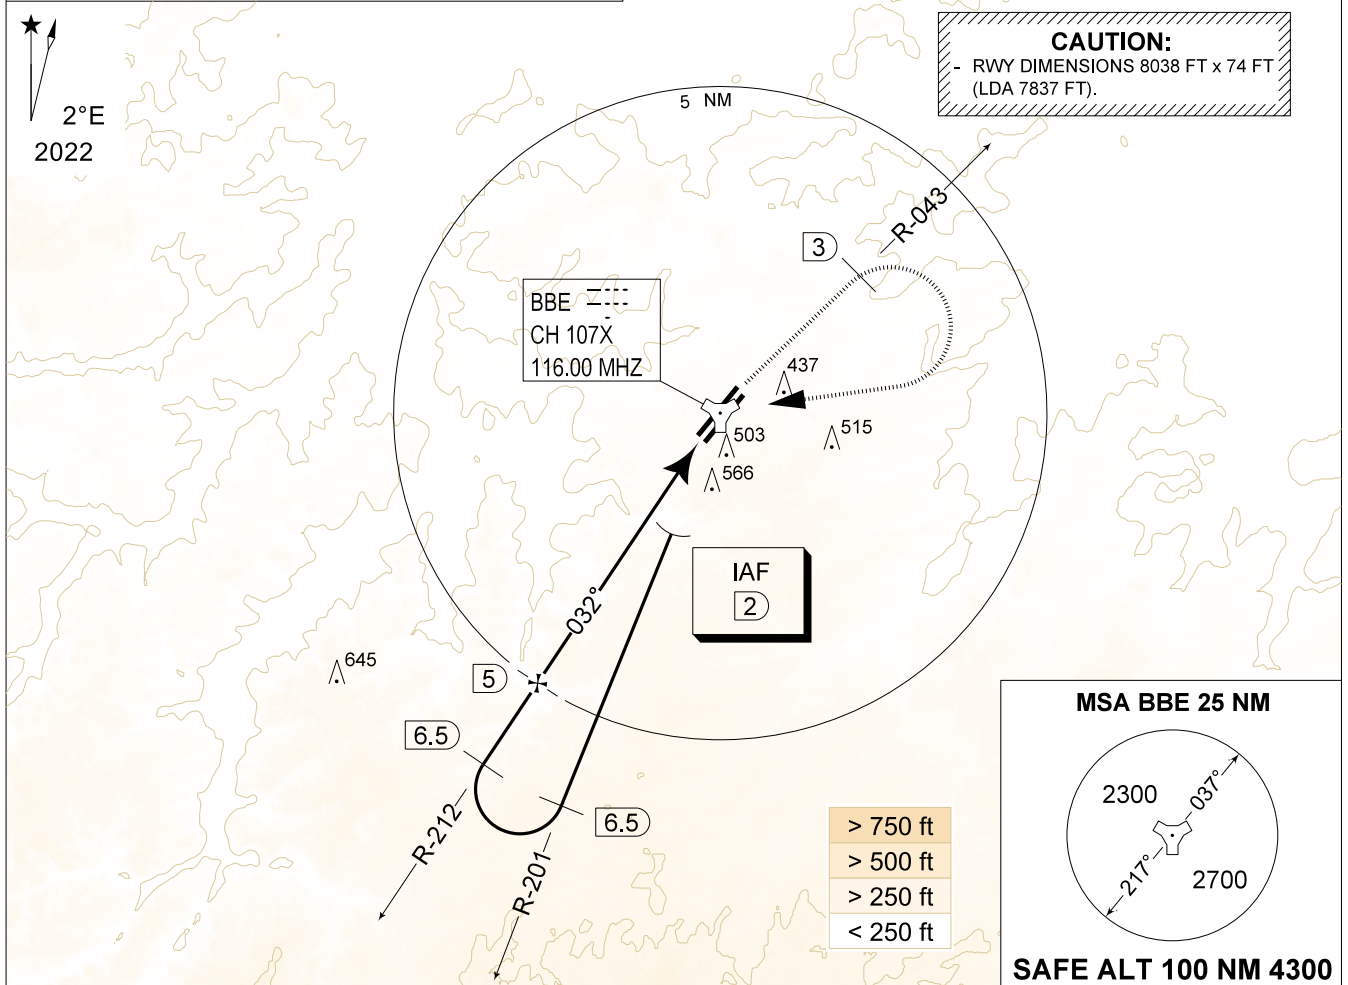 2°E
2022
CAUTION:
- RWY DIMENSIONS 8038 FT x 74 FT
(LDA 7837 FT).
5 NM
R-043
3
BBE
CH 107X
116.00 MHZ
437
503
515
566
IAF
2
032°
645
5
6.5
6.5
R-212
R-201
> 750 ft
> 500 ft
> 250 ft
< 250 ft
MSA BBE 25 NM
2300
037°
217°
2700
SAFE ALT 100 NM 4300